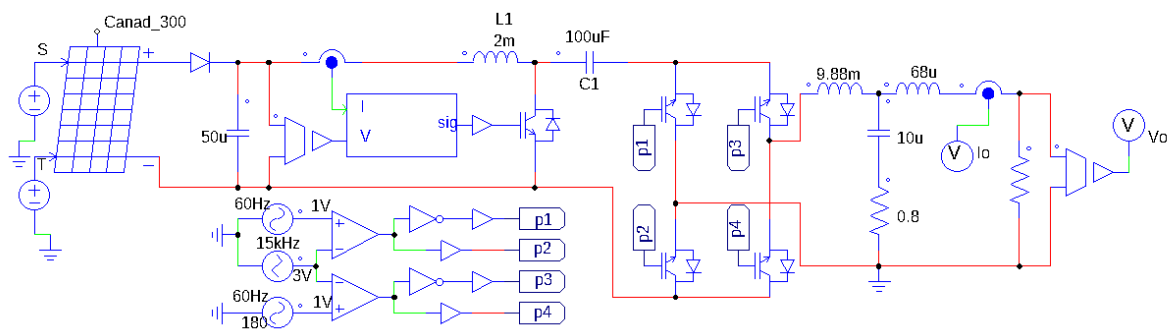 Canad_300
L1
2m
100uF
C1
S
+
T
−
50u
I
V
sig
p1
p3
p2
p4
9.88m
68u
10u
0.8
V
Io
V
Vo
60Hz
1V
15kHz
3V
60Hz
180
1V
p1
p2
p3
p4